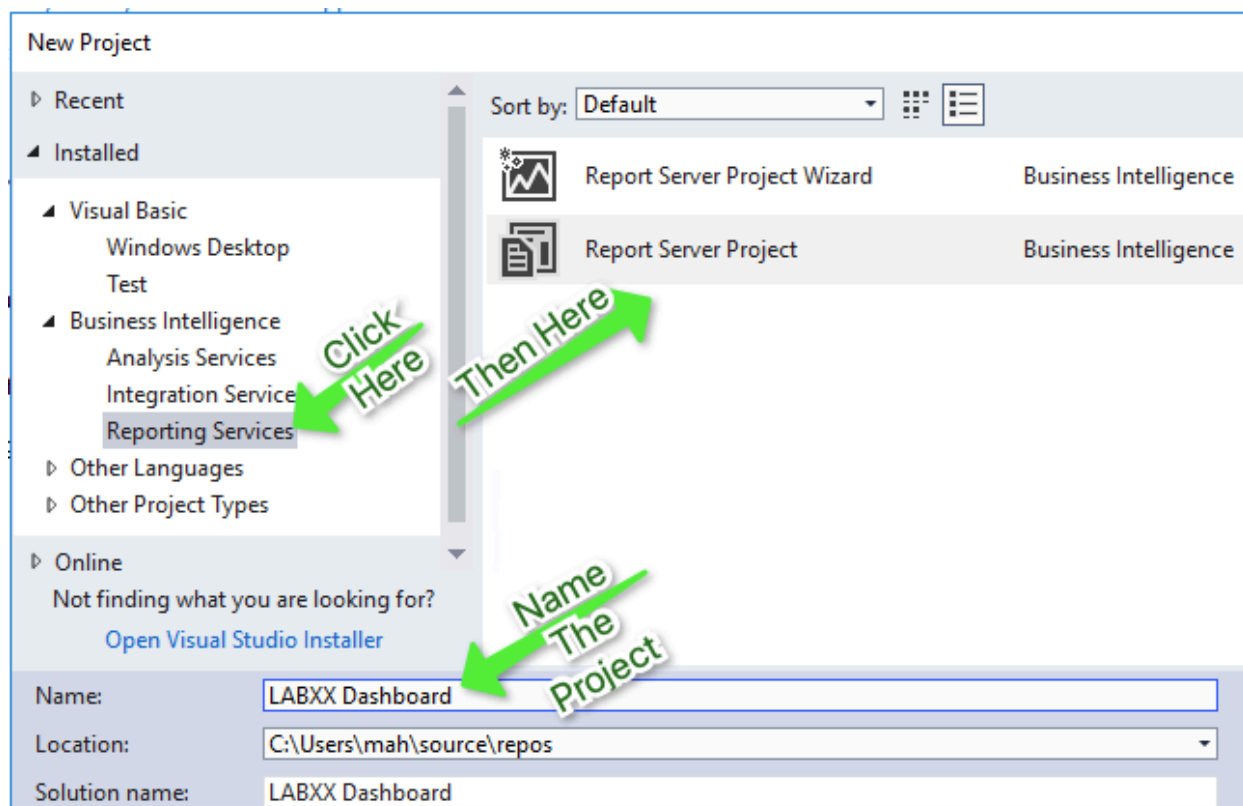 New Project
Recent
Installed
Visual Basic
Windows Desktop
Test
Business Intelligence
Analysis Services
Integration Service
Reporting Services
Other Languages
Other Project Types
Online
Not finding what you are looking for?
Open Visual Studio Installer
Sort by: Default
Report Server Project Wizard Business Intelligence
Report Server Project Business Intelligence
Click
Here
Then Here
Name
The
Project
Name: LABXX Dashboard
Location: C:\Users\mah\source\repos
Solution name: LABXX Dashboard